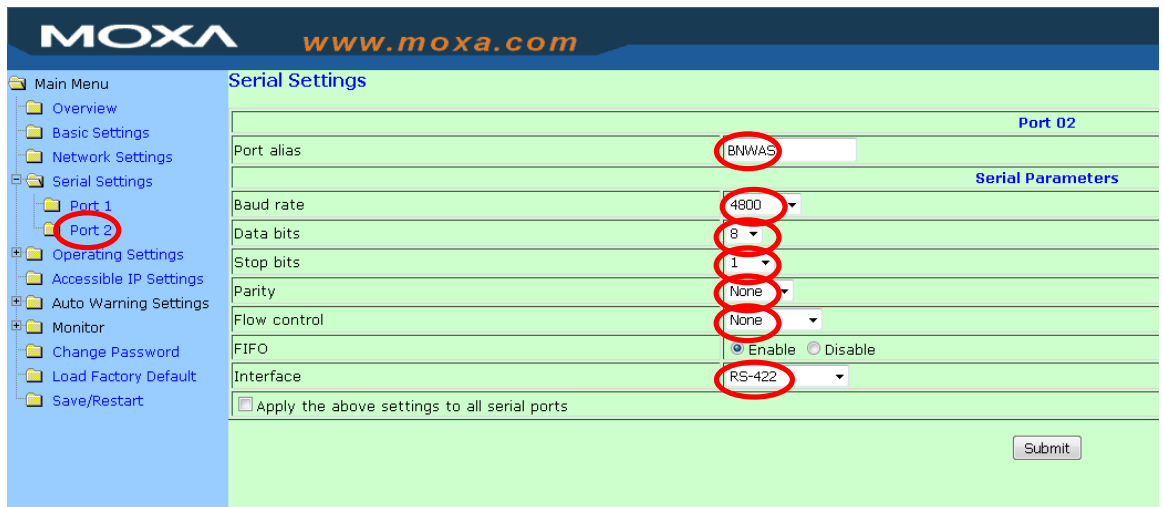 MOXA www.moxa.com
Main Menu
Overview
Basic Settings
Network Settings
Serial Settings
Port 1
Port 2
Operating Settings
Accessible IP Settings
Auto Warning Settings
Monitor
Change Password
Load Factory Default
Save/Restart
Serial Settings
Port 02
Port alias BNWAS
Serial Parameters
Baud rate 4800
Data bits 8
Stop bits 1
Parity None
Flow control None
FIFO Enable Disable
Interface RS-422
Apply the above settings to all serial ports
Submit